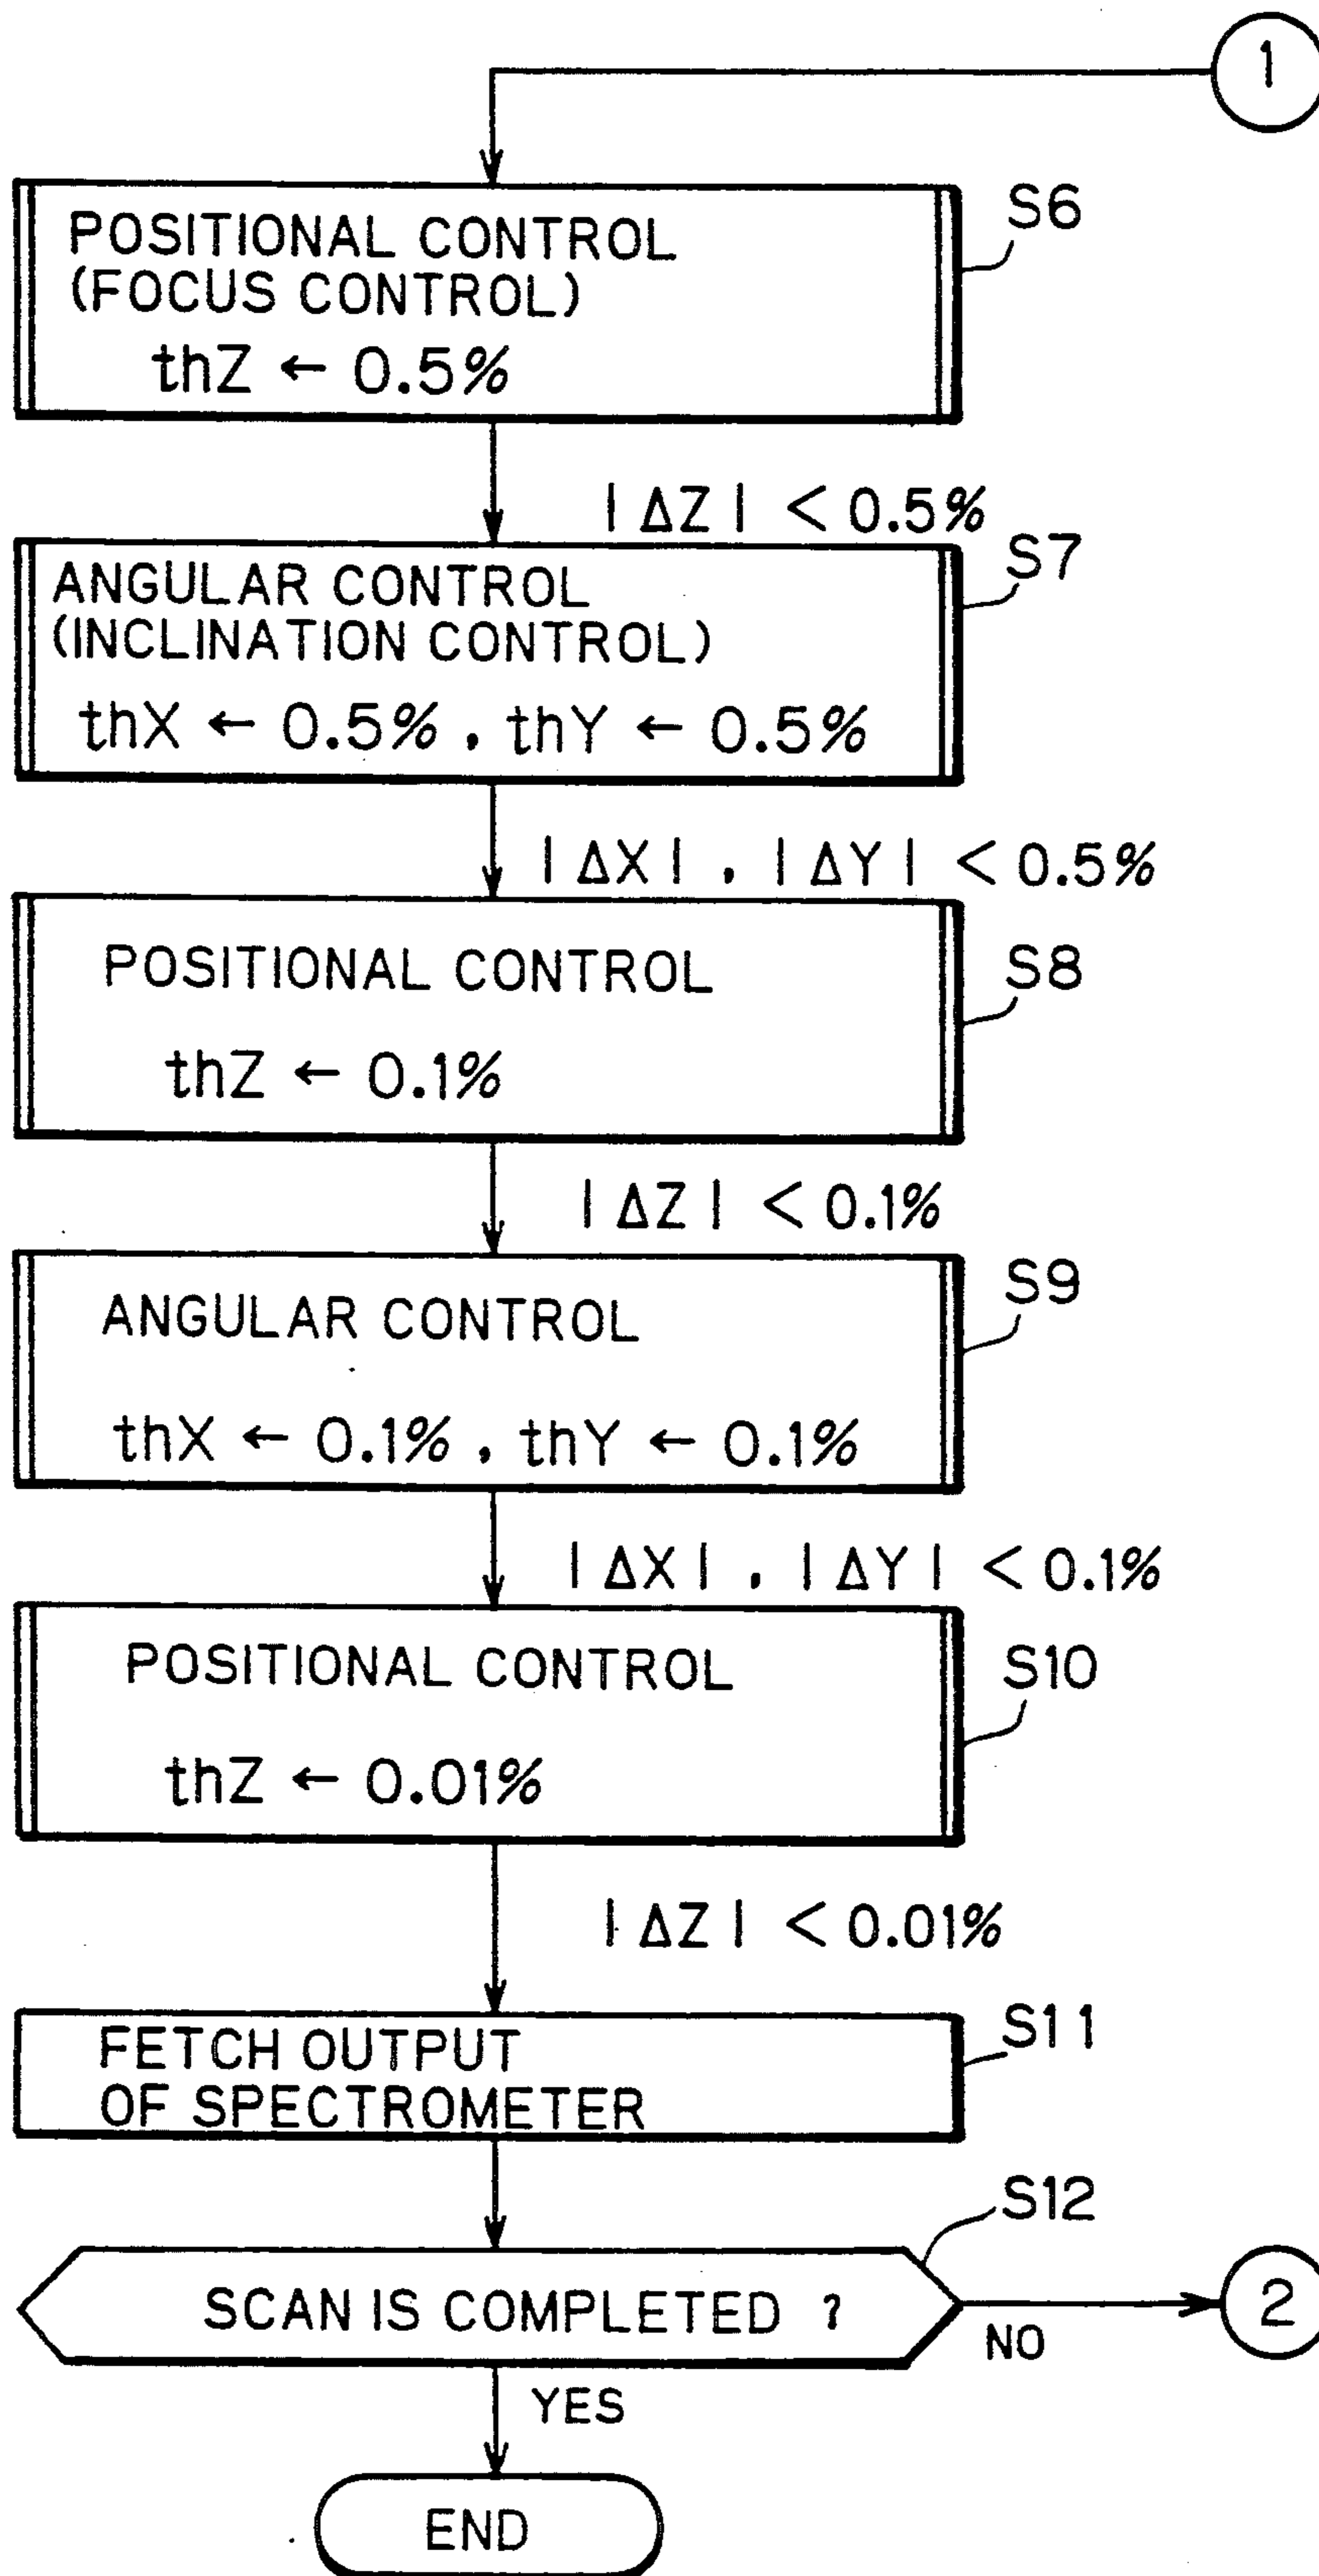 1
POSITIONAL CONTROL
(FOCUS CONTROL)
thZ ← 0.5%
S6
|ΔZ| < 0.5%
ANGULAR CONTROL
(INCLINATION CONTROL)
thX ← 0.5%, thY ← 0.5%
S7
|ΔX|, |ΔY| < 0.5%
POSITIONAL CONTROL
thZ ← 0.1%
S8
|ΔZ| < 0.1%
ANGULAR CONTROL
thX ← 0.1%, thY ← 0.1%
S9
|ΔX|, |ΔY| < 0.1%
POSITIONAL CONTROL
thZ ← 0.01%
S10
|ΔZ| < 0.01%
FETCH OUTPUT
OF SPECTROMETER
S11
S12
SCAN IS COMPLETED ?
NO
2
YES
END